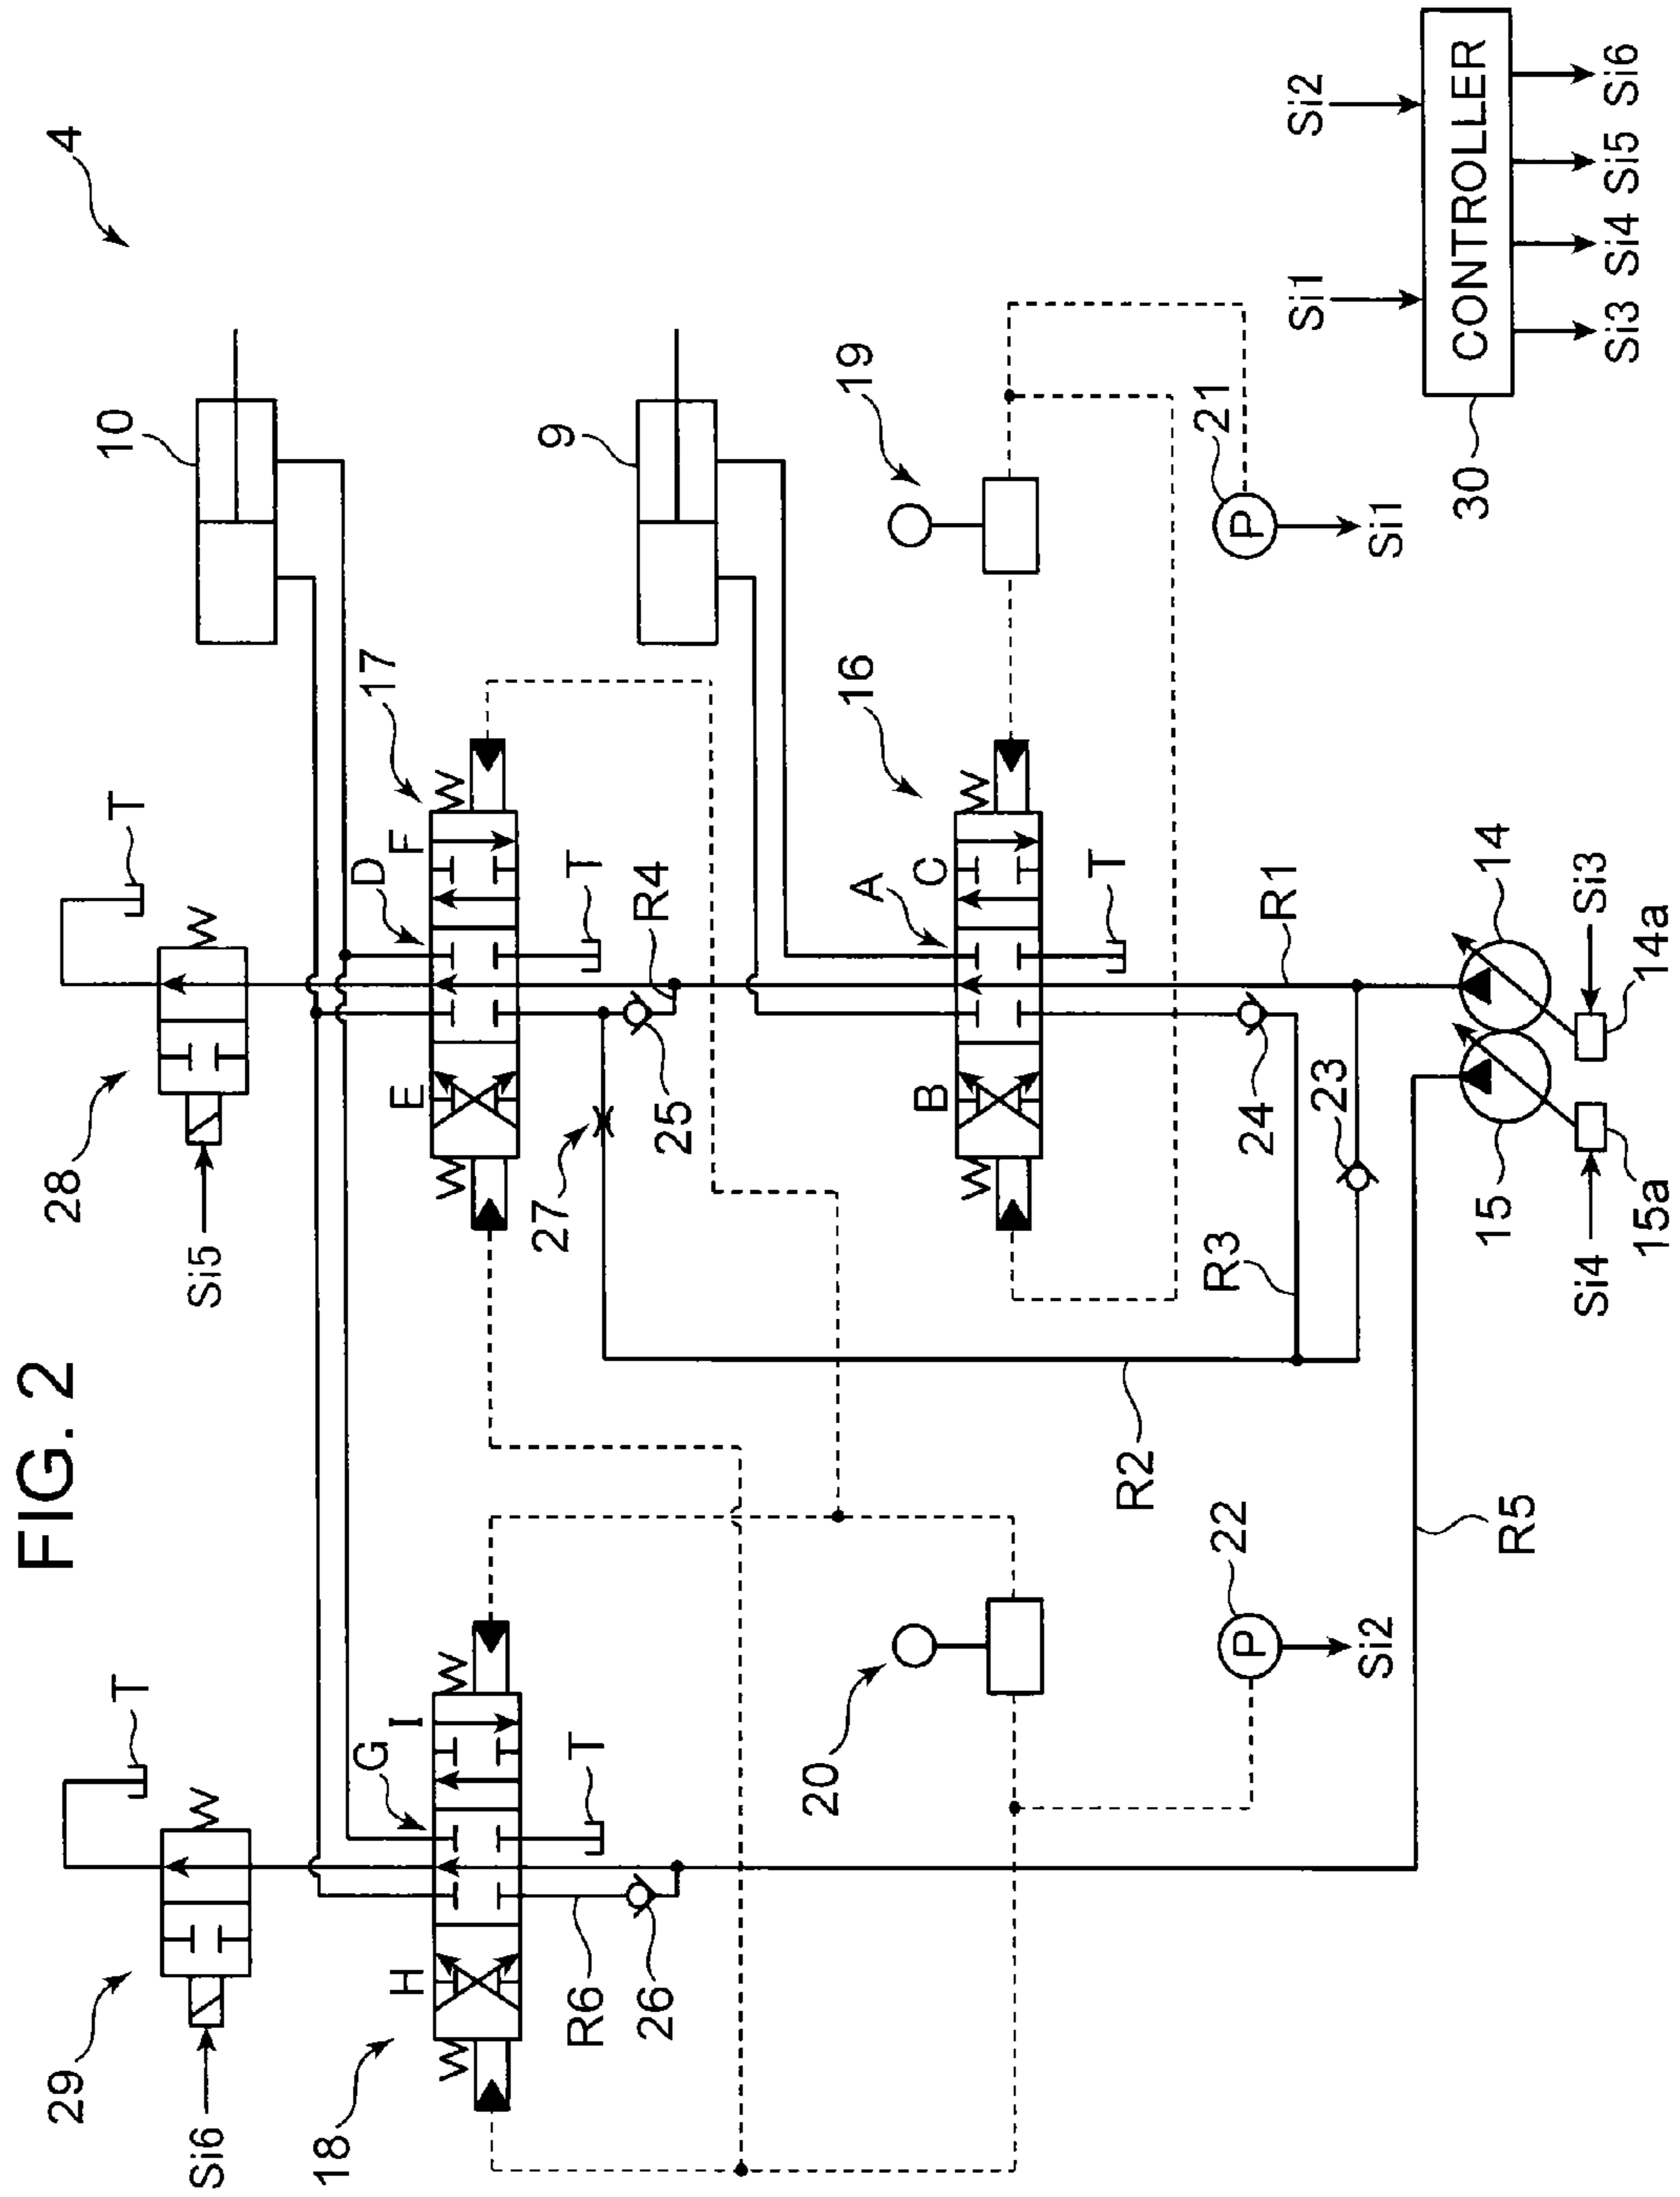 FIG. 2
4
29
T
28
T
10
Si6
Si5
18
H
G
I
T
R6
26
E
D
F
17
T
R4
25
27
9
20
22
P
Si2
R2
16
B
A
C
T
19
21
P
Si1
R5
R3
24
23
R1
15
14
Si4
15a
14a
Si3
Si1
Si2
30
CONTROLLER
Si3
Si4
Si5
Si6